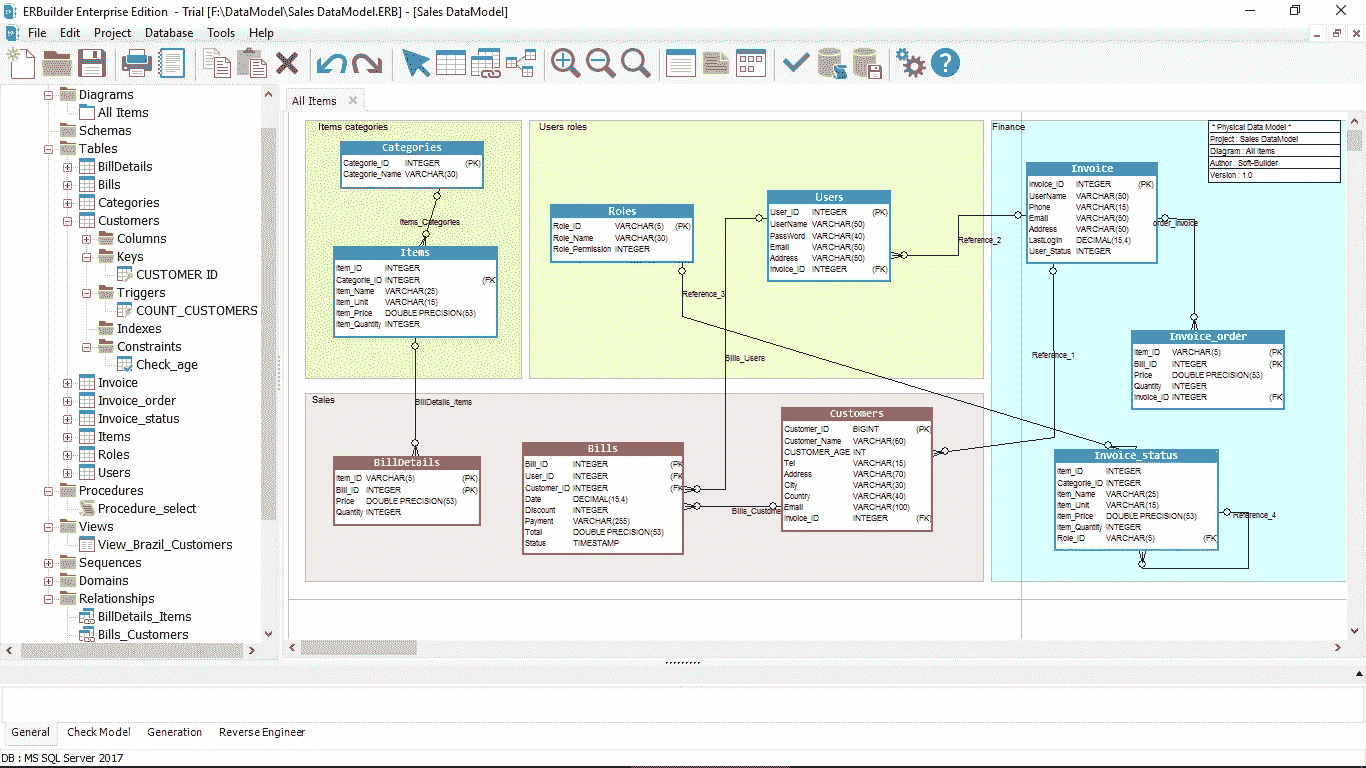 ERBuilder Enterprise Edition - Trial [F:\DataModel\Sales DataModel.ERB] - [Sales DataModel]
File Edit Project Database Tools Help
Diagrams
All Items
Schemas
Tables
BillDetails
Bills
Categories
Customers
Columns
Keys
CUSTOMER ID
Triggers
COUNT_CUSTOMERS
Indexes
Constraints
Check_age
Invoice
Invoice_order
Invoice_status
Items
Roles
Users
Procedures
Procedure_select
Views
View_Brazil_Customers
Sequences
Domains
Relationships
BillDetails_Items
Bills_Customers
All Items
Items categories
Categories
Categorie_ID INTEGER (PK)
Categorie_Name VARCHAR(30)
Items_Categories
Items
Item_ID INTEGER
Categorie_ID INTEGER (FK)
Item_Name VARCHAR(25)
Item_Unit VARCHAR(15)
Item_Price DOUBLE PRECISION(53)
Item_Quantity INTEGER
Users roles
Roles
Role_ID VARCHAR(5) (PK)
Role_Name VARCHAR(30)
Role_Permission INTEGER
Reference_3
Users
User_ID INTEGER (PK)
UserName VARCHAR(50)
PassWord VARCHAR(40)
Email VARCHAR(50)
Address VARCHAR(50)
Invoice_ID INTEGER (FK)
Reference_2
Bills_Users
Finance
" Physical Data Model "
Project : Sales DataModel
Diagram : All Items
Author : Soft-Builder
Version : 1.0
Invoice
Invoice_ID INTEGER (PK)
UserName VARCHAR(50)
Phone VARCHAR(15)
Email VARCHAR(50)
Address VARCHAR(50)
LastLogin DECIMAL(15,4)
User_Status INTEGER
order_invoice
Reference_1
Invoice_order
Item_ID VARCHAR(5) (PK
Bill_ID INTEGER (PK
Price DOUBLE PRECISION(53)
Quantity INTEGER
Invoice_ID INTEGER (FK
Sales
BillDetails_Items
BillDetails
Item_ID VARCHAR(5) (PK)
Bill_ID INTEGER (PK)
Price DOUBLE PRECISION(53)
Quantity INTEGER
Bills
Bill_ID INTEGER (PK
User_ID INTEGER (FK
Customer_ID INTEGER (FK
Date DECIMAL(15,4)
Discount INTEGER
Payment VARCHAR(255)
Total DOUBLE PRECISION(53)
Status TIMESTAMP
Bills_Custome
Customers
Customer_ID BIGINT (PK)
Customer_Name VARCHAR(60)
CUSTOMER_AGE INT
Tel VARCHAR(15)
Address VARCHAR(70)
City VARCHAR(30)
Country VARCHAR(40)
Email VARCHAR(100)
Invoice_ID INTEGER (FK)
Invoice_status
Item_ID INTEGER
Categorie_ID INTEGER
Item_Name VARCHAR(25)
Item_Unit VARCHAR(15)
Item_Price DOUBLE PRECISION(53)
Item_Quantity INTEGER
Role_ID VARCHAR(5) (FK
Reference_4
General Check Model Generation Reverse Engineer
DB : MS SQL Server 2017